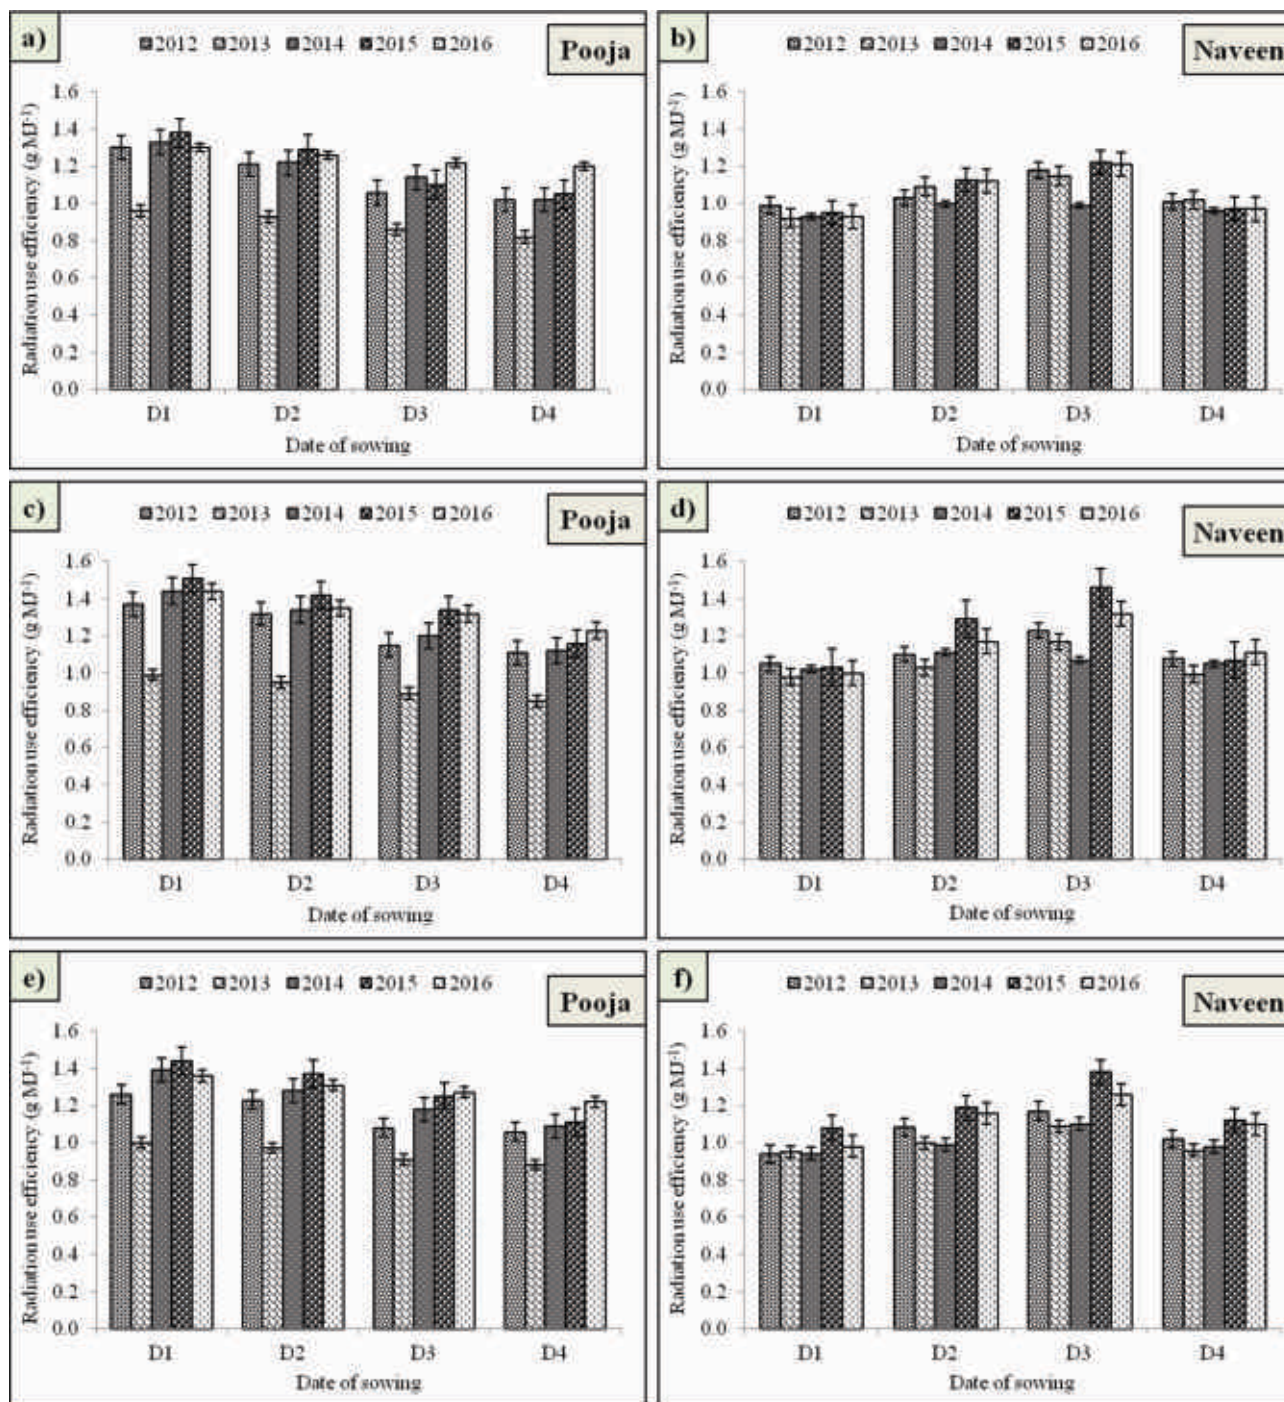 a)
2012 2013 2014 2015 2016
Pooja
Radiation use efficiency (g MJ⁻¹)
1.6
1.4
1.2
1.0
0.8
0.6
0.4
0.2
0.0
D1 D2 D3 D4
Date of sowing
b)
2012 2013 2014 2015 2016
Naveen
Radiation use efficiency (g MJ⁻¹)
1.6
1.4
1.2
1.0
0.8
0.6
0.4
0.2
0.0
D1 D2 D3 D4
Date of sowing
c)
2012 2013 2014 2015 2016
Pooja
Radiation use efficiency (g MJ⁻¹)
1.6
1.4
1.2
1.0
0.8
0.6
0.4
0.2
0.0
D1 D2 D3 D4
Date of sowing
d)
2012 2013 2014 2015 2016
Naveen
Radiation use efficiency (g MJ⁻¹)
1.6
1.4
1.2
1.0
0.8
0.6
0.4
0.2
0.0
D1 D2 D3 D4
Date of sowing
e)
2012 2013 2014 2015 2016
Pooja
Radiation use efficiency (g MJ⁻¹)
1.6
1.4
1.2
1.0
0.8
0.6
0.4
0.2
0.0
D1 D2 D3 D4
Date of sowing
f)
2012 2013 2014 2015 2016
Naveen
Radiation use efficiency (g MJ⁻¹)
1.6
1.4
1.2
1.0
0.8
0.6
0.4
0.2
0.0
D1 D2 D3 D4
Date of sowing